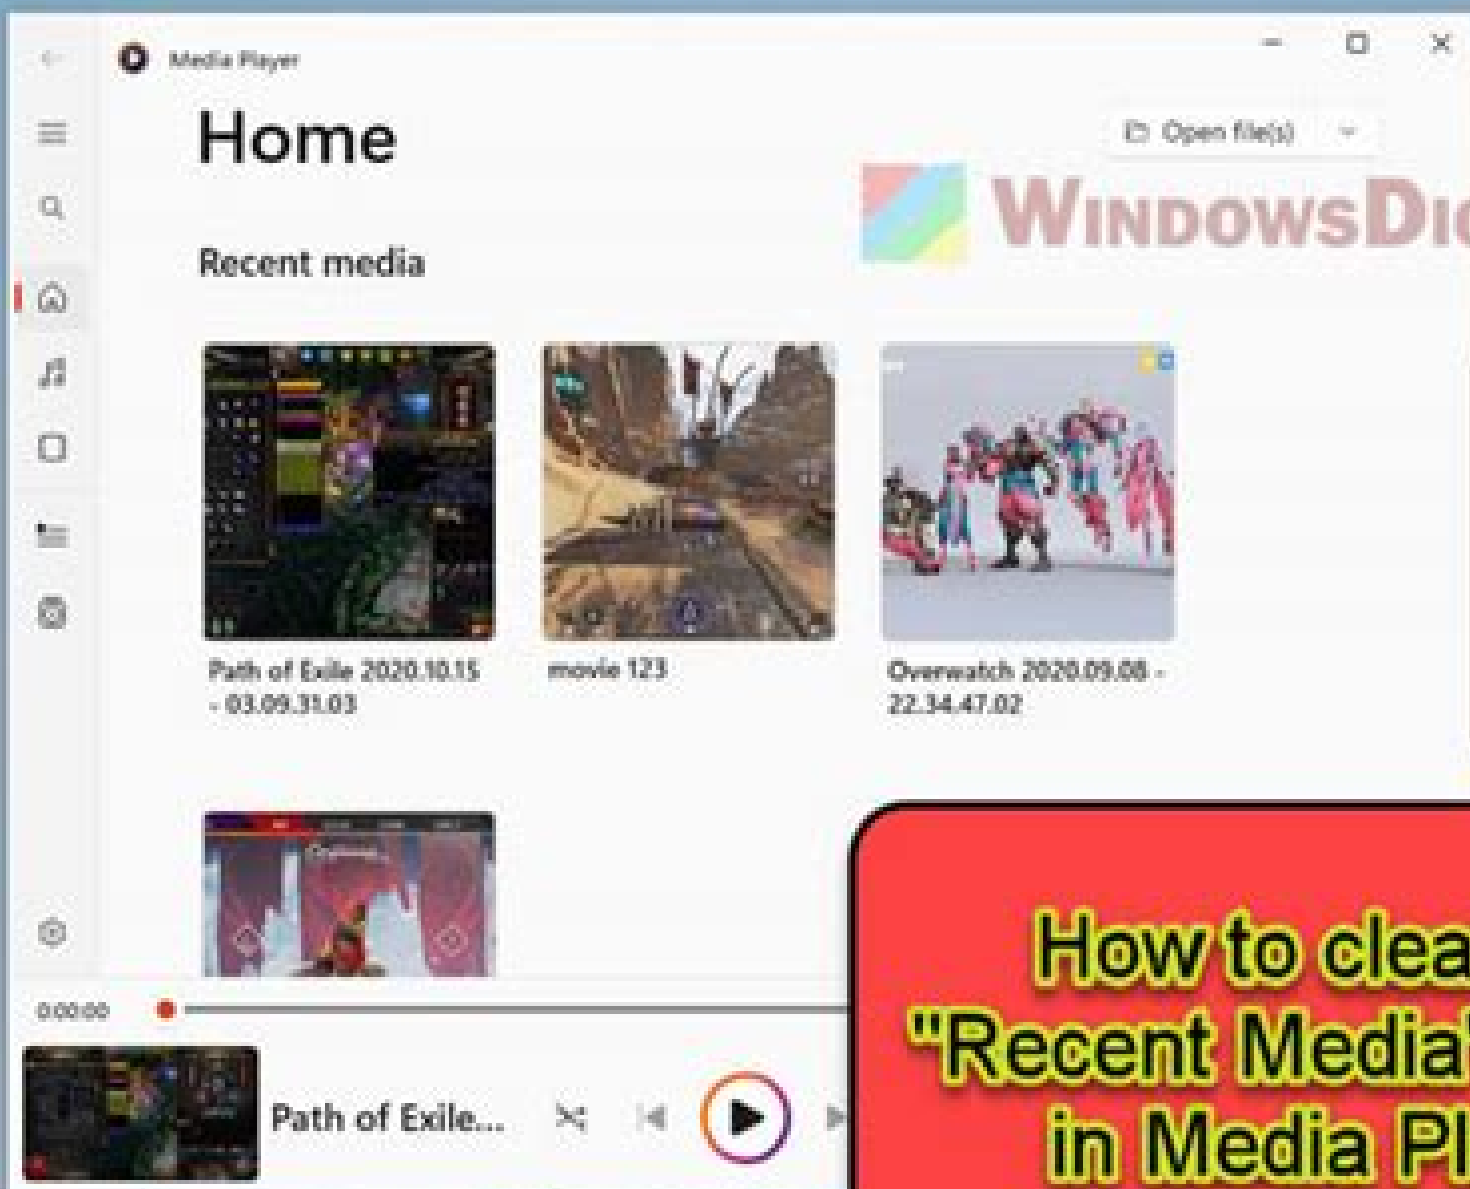 Media Player
Home
Open file(s)
WINDOWSDIG
Recent media
Path of Exile 2020.10.15
- 03.09.31.03
movie 123
Overwatch 2020.09.08 -
22.34.47.02
0:00:00
Path of Exile...
How to clea
"Recent Media"
in Media Pl